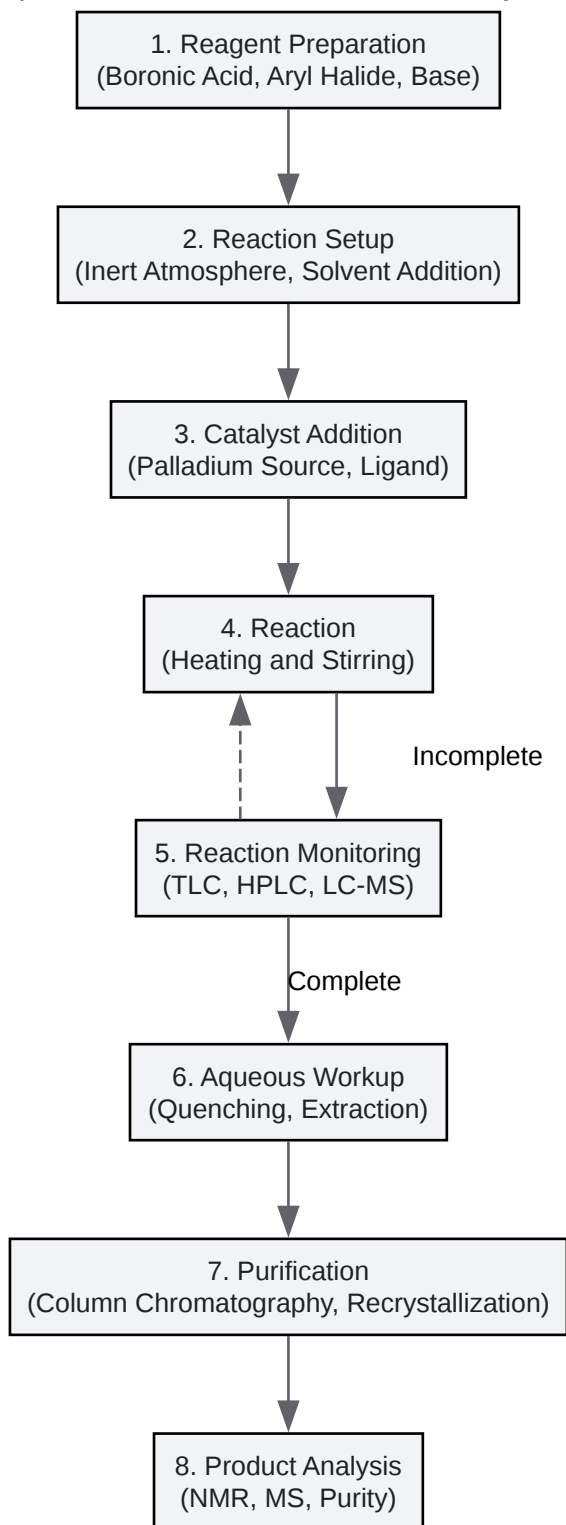 1. Reagent Preparation
(Boronic Acid, Aryl Halide, Base)
2. Reaction Setup
(Inert Atmosphere, Solvent Addition)
3. Catalyst Addition
(Palladium Source, Ligand)
4. Reaction
(Heating and Stirring)
Incomplete
5. Reaction Monitoring
(TLC, HPLC, LC-MS)
Complete
6. Aqueous Workup
(Quenching, Extraction)
7. Purification
(Column Chromatography, Recrystallization)
8. Product Analysis
(NMR, MS, Purity)